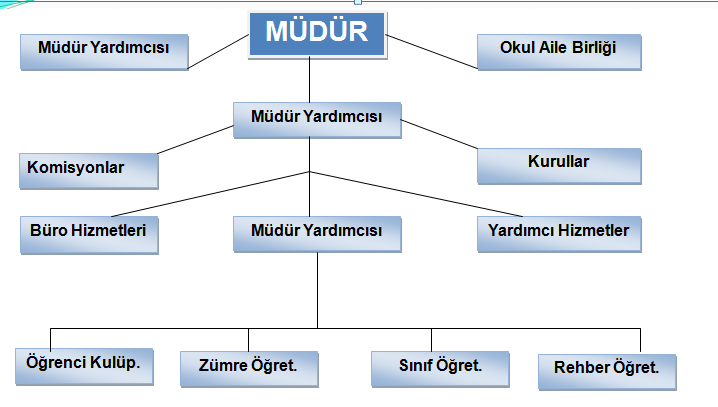 MÜDÜR
Müdür Yardımcısı
Okul Aile Birliği
Müdür Yardımcısı
Komisyonlar
Kurullar
Büro Hizmetleri
Müdür Yardımcısı
Yardımcı Hizmetler
Öğrenci Kulüp.
Zümre Öğret.
Sınıf Öğret.
Rehber Öğret.